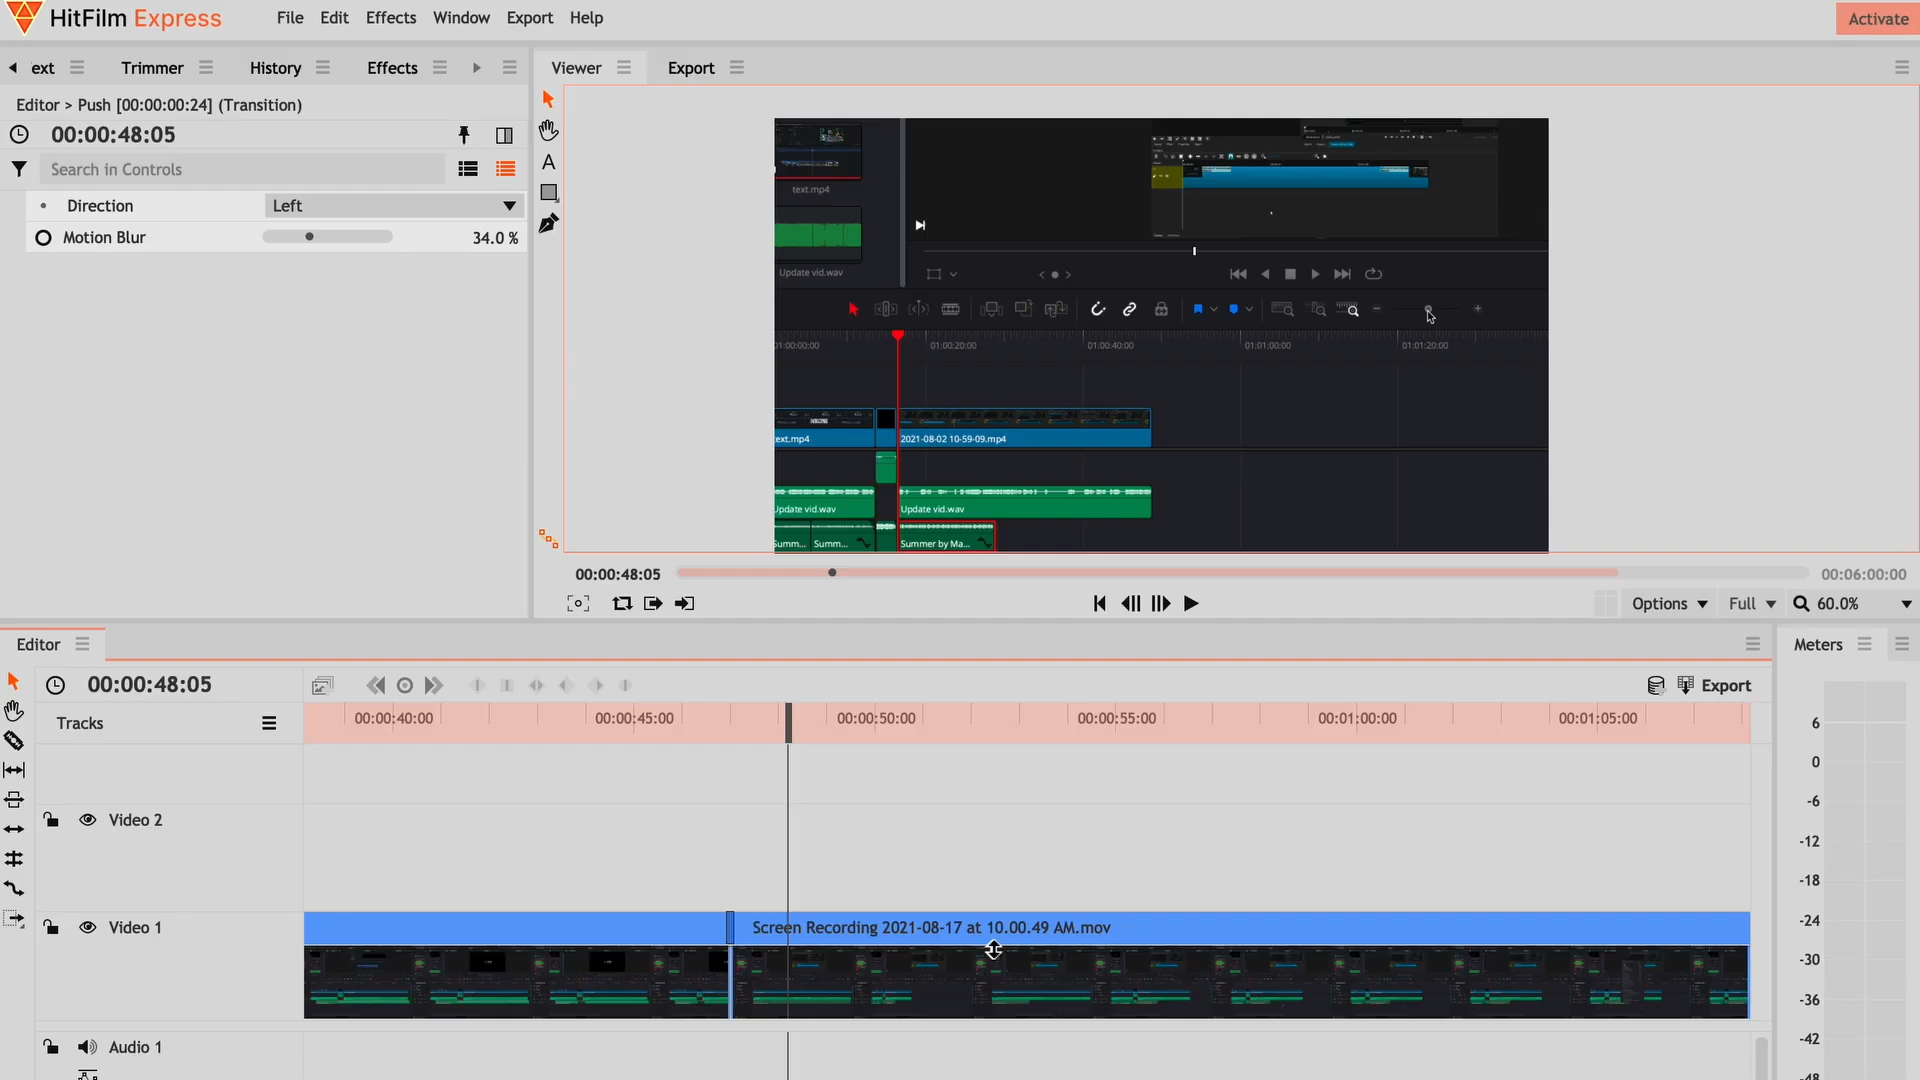 HitFilm Express File Edit Effects Window Export Help Activate
ext Trimmer History Effects Viewer Export
Editor > Push [00:00:00:24] (Transition)
00:00:48:05
Search in Controls
Direction Left
Motion Blur 34.0 %
A
text.mp4
Update vid.wav
01:00:00:00 01:00:20:00 01:00:40:00 01:01:00:00 01:01:20:00
ext.mp4 2021-08-02 10-59-09.mp4
Update vid.wav Update vid.wav
Summ... Summ... Summer by Ma...
00:00:48:05 00:06:00:00
Options Full 60.0%
Editor Meters
00:00:48:05 Export
Tracks 00:00:40:00 00:00:45:00 00:00:50:00 00:00:55:00 00:01:00:00 00:01:05:00
6
0
-6
Video 2
-12
-18
Video 1 Screen Recording 2021-08-17 at 10.00.49 AM.mov
-24
-30
-36
-42
Audio 1
-48